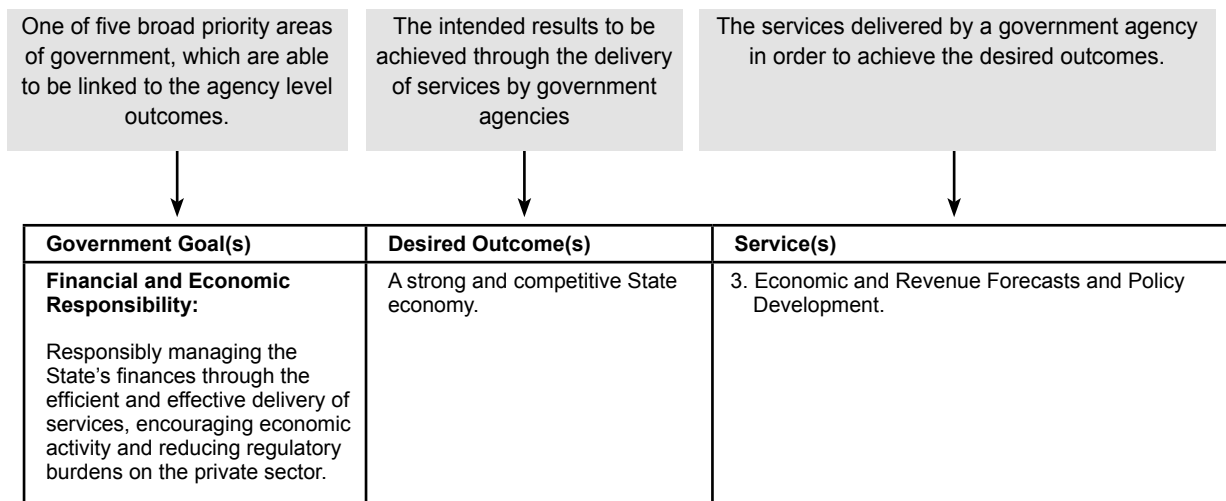 One of five broad priority areas
of government, which are able
to be linked to the agency level
outcomes.
The intended results to be
achieved through the delivery
of services by government
agencies
The services delivered by a government agency
in order to achieve the desired outcomes.
Government Goal(s)
Desired Outcome(s)
Service(s)
Financial and Economic
Responsibility:
Responsibly managing the
State’s finances through the
efficient and effective delivery of
services, encouraging economic
activity and reducing regulatory
burdens on the private sector.
A strong and competitive State
economy.
3. Economic and Revenue Forecasts and Policy
Development.